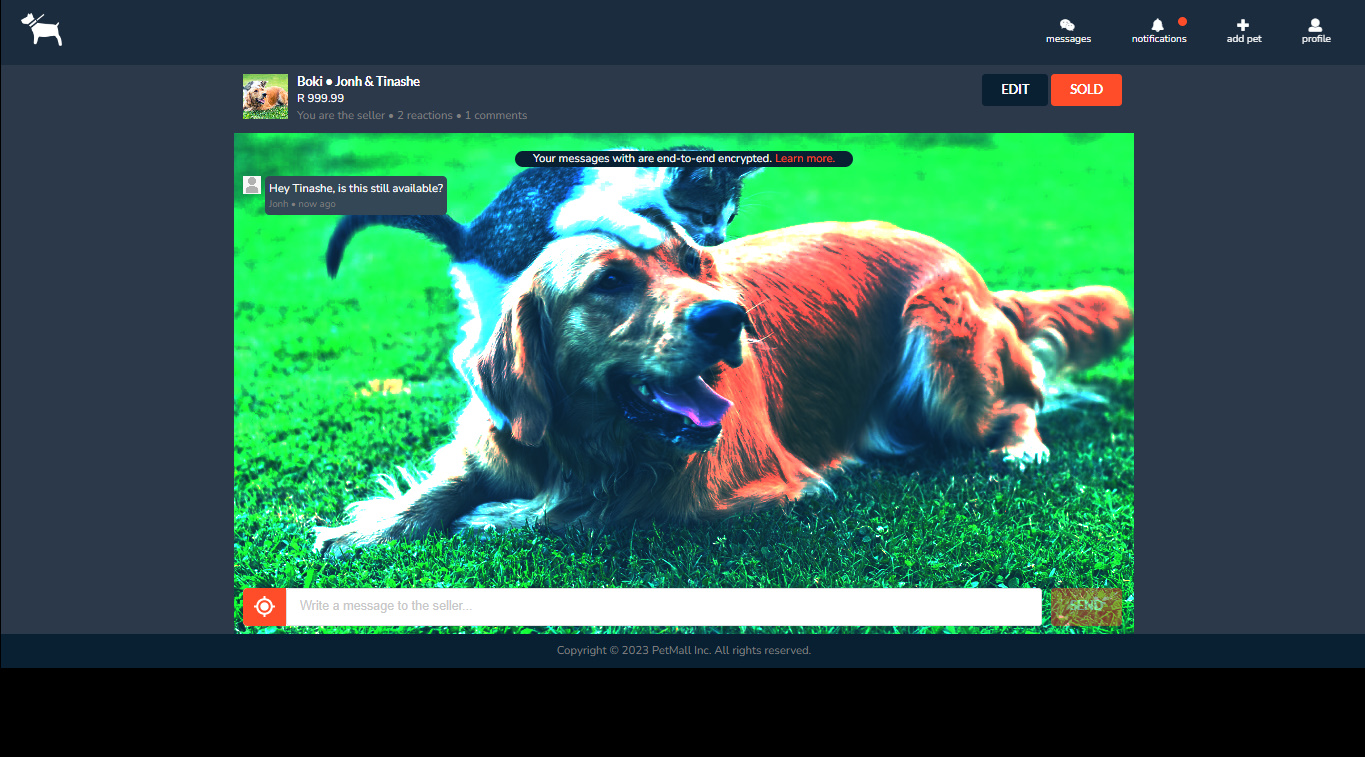 messages
notifications
add pet
profile
Boki • Jonh & Tinashe
R 999.99
You are the seller • 2 reactions • 1 comments
EDIT
SOLD
Your messages with are end-to-end encrypted. Learn more.
Hey Tinashe, is this still available?
Jonh • now ago
Write a message to the seller...
SEND
Copyright © 2023 PetMall Inc. All rights reserved.